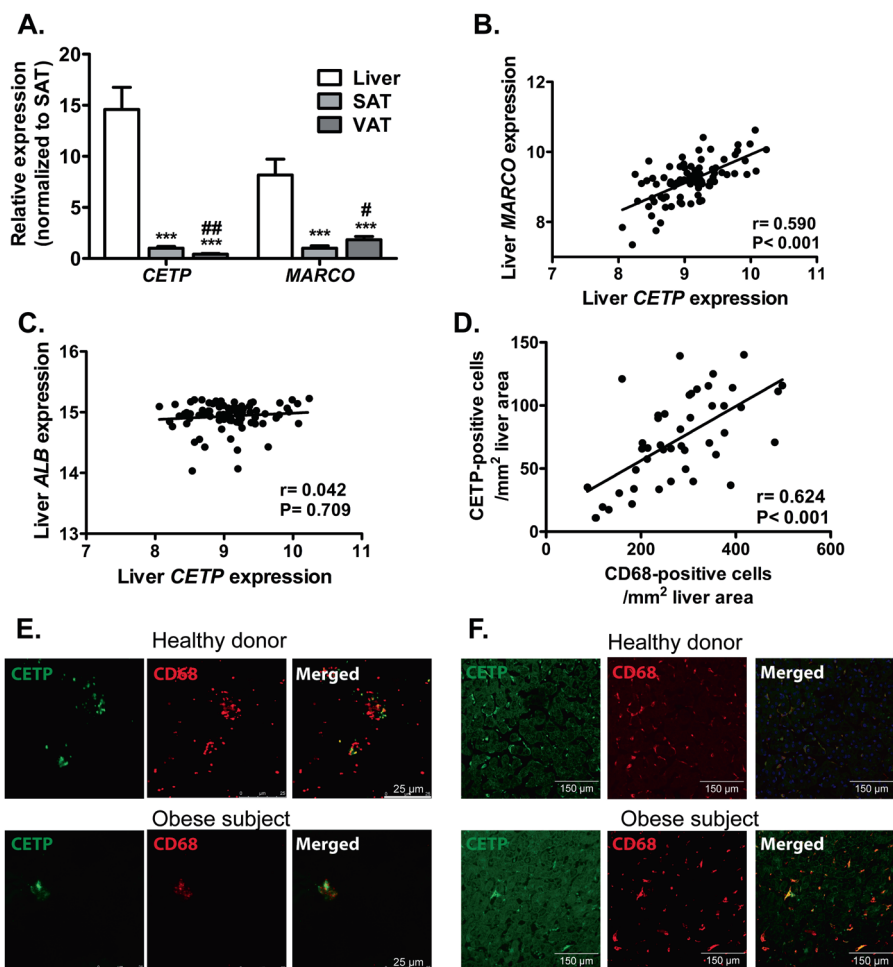 A.
Relative expression
(normalized to SAT)
20
15
10
5
0
Liver
SAT
VAT
***
##
***
***
#
***
CETP
MARCO
B.
Liver MARCO expression
12
10
8
6
7
8
9
10
11
r= 0.590
P< 0.001
Liver CETP expression
C.
Liver ALB expression
16
15
14
13
7
8
9
10
11
r= 0.042
P= 0.709
Liver CETP expression
D.
CETP-positive cells
/mm² liver area
150
100
50
0
0
200
400
600
r= 0.624
P< 0.001
CD68-positive cells
/mm² liver area
E.
Healthy donor
CETP
CD68
Merged
25 µm
Obese subject
CETP
CD68
Merged
25 µm
F.
Healthy donor
CETP
CD68
Merged
150 µm
150 µm
150 µm
Obese subject
CETP
CD68
Merged
150 µm
150 µm
150 µm